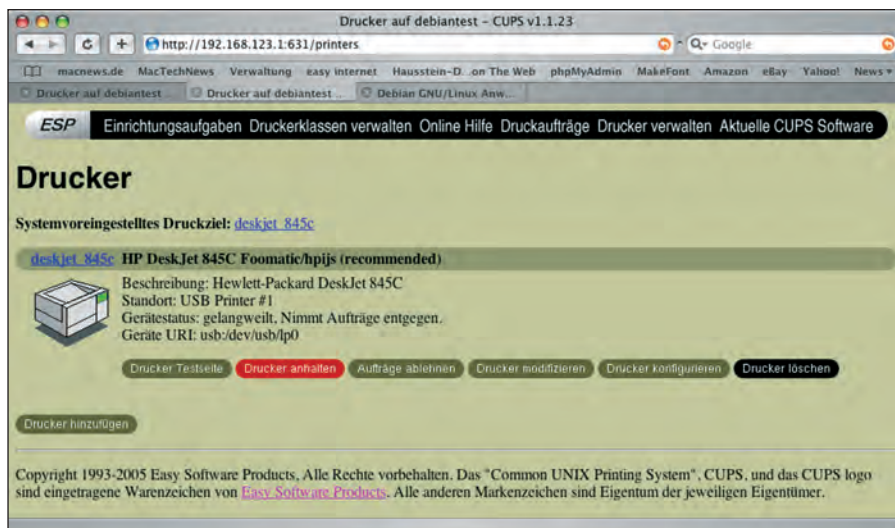 Drucker auf debiantest – CUPS v1.1.23
http://192.168.123.1:631/printers
Google
macnews.de MacTechNews Verwaltung easy internet Hausstein-D...on The Web phpMyAdmin MakeFont Amazon eBay Yahoo! News
Drucker auf debiantest ... Drucker auf debiantest ... Debian GNU/Linux Anw...
ESP Einrichtungsaufgaben Druckerklassen verwalten Online Hilfe Druckaufträge Drucker verwalten Aktuelle CUPS Software
Drucker
Systemvoreingestelltes Druckziel: deskjet_845c
deskjet_845c HP DeskJet 845C Foomatic/hpijs (recommended)
Beschreibung: Hewlett-Packard DeskJet 845C
Standort: USB Printer #1
Gerätestatus: gelangweilt, Nimmt Aufträge entgegen.
Geräte URI: usb:/dev/usb/lp0
Drucker Testseite Drucker anhalten Aufträge ablehnen Drucker modifizieren Drucker konfigurieren Drucker löschen
Drucker hinzufügen
Copyright 1993-2005 Easy Software Products, Alle Rechte vorbehalten. Das "Common UNIX Printing System", CUPS, und das CUPS logo
sind eingetragene Warenzeichen von Easy Software Products. Alle anderen Markenzeichen sind Eigentum der jeweiligen Eigentümer.